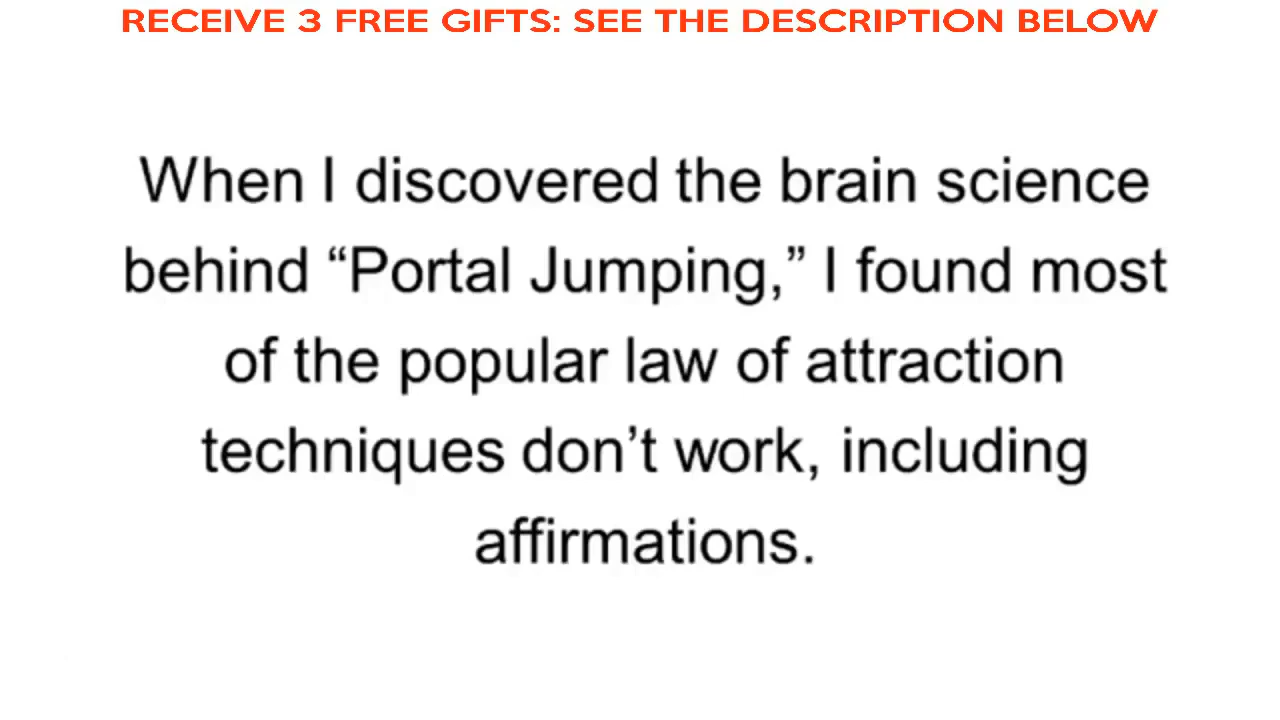 RECEIVE 3 FREE GIFTS: SEE THE DESCRIPTION BELOW
When I discovered the brain science
behind “Portal Jumping,” I found most
of the popular law of attraction
techniques don’t work, including
affirmations.